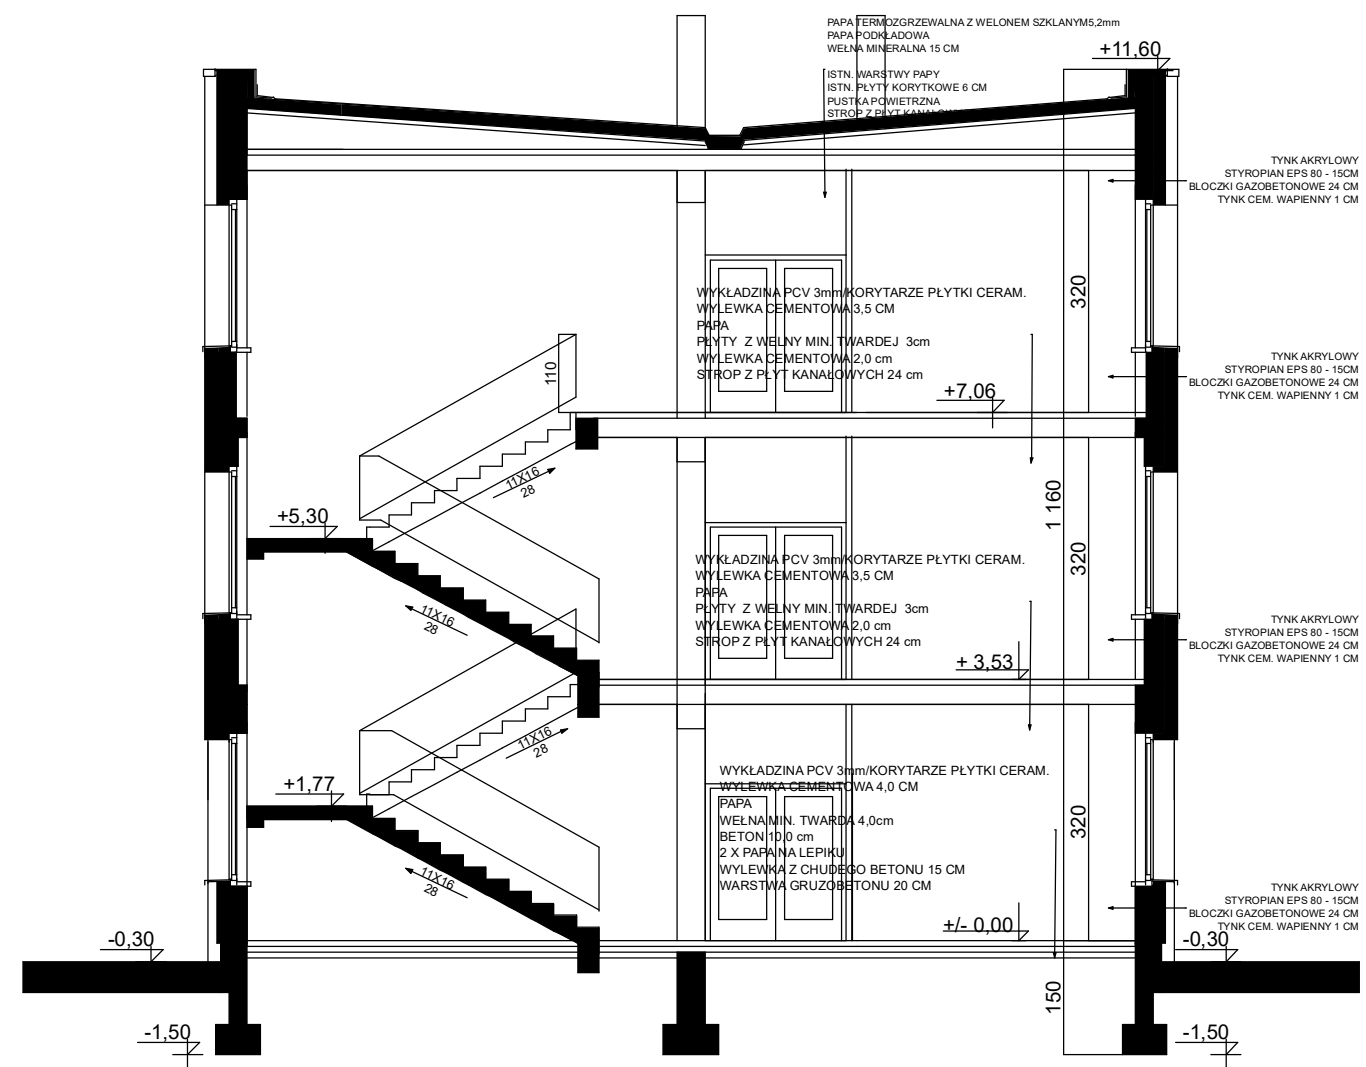 PAPA TERMOZGRZEWALNA Z WELONEM SZKLANYM5,2mm
PAPA PODKŁADOWA
WEŁNA MINERALNA 15 CM
ISTN. WARSTWY PAPY
ISTN. PŁYTY KORYTKOWE 6 CM
PUSTKA POWIETRZNA
STROP Z PŁYT
+11,60
TYNK AKRYLOWY
STYROPIAN EPS 80 - 15CM
BLOCZKI GAZOBETONOWE 24 CM
TYNK CEM. WAPIENNY 1 CM
320
WYKŁADZINA PCV 3mm/KORYTARZE PŁYTKI CERAM.
WYLEWKA CEMENTOWA 3,5 CM
PAPA
PŁYTY Z WELNY MIN. TWARDEJ 3cm
WYLEWKA CEMENTOWA 2,0 cm
STROP Z PŁYT KANAŁOWYCH 24 cm
110
TYNK AKRYLOWY
STYROPIAN EPS 80 - 15CM
BLOCZKI GAZOBETONOWE 24 CM
TYNK CEM. WAPIENNY 1 CM
+7,06
11X16
28
1 160
+5,30
320
WYKŁADZINA PCV 3mm/KORYTARZE PŁYTKI CERAM.
WYLEWKA CEMENTOWA 3,5 CM
PAPA
PŁYTY Z WELNY MIN. TWARDEJ 3cm
WYLEWKA CEMENTOWA 2,0 cm
STROP Z PŁYT KANAŁOWYCH 24 cm
11X16
28
TYNK AKRYLOWY
STYROPIAN EPS 80 - 15CM
BLOCZKI GAZOBETONOWE 24 CM
TYNK CEM. WAPIENNY 1 CM
+ 3,53
11X16
28
+1,77
WYKŁADZINA PCV 3mm/KORYTARZE PŁYTKI CERAM.
WYLEWKA CEMENTOWA 4,0 CM
PAPA
WEŁNA MIN. TWARDA 4,0cm
BETON 10,0 cm
2 X PAPA NA LEPIKU
WYLEWKA Z CHUDEGO BETONU 15 CM
WARSTWA GRUZOBETONU 20 CM
320
11X16
28
TYNK AKRYLOWY
STYROPIAN EPS 80 - 15CM
BLOCZKI GAZOBETONOWE 24 CM
TYNK CEM. WAPIENNY 1 CM
+/- 0,00
-0,30
-0,30
150
-1,50
-1,50